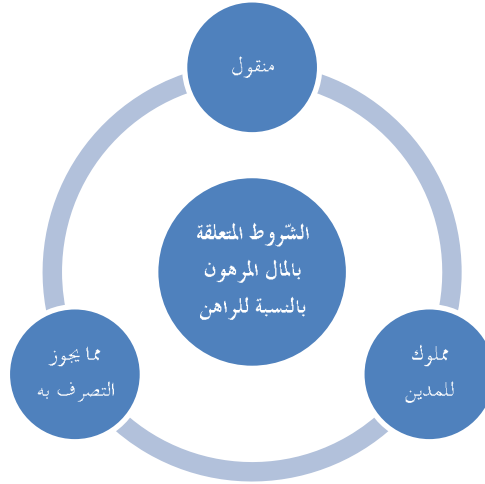 منقول
الشّروط المتعلقة
بالمال المرهون
بالنسبة للراهن
مملوك
للمدين
مما يجوز
التصرف به